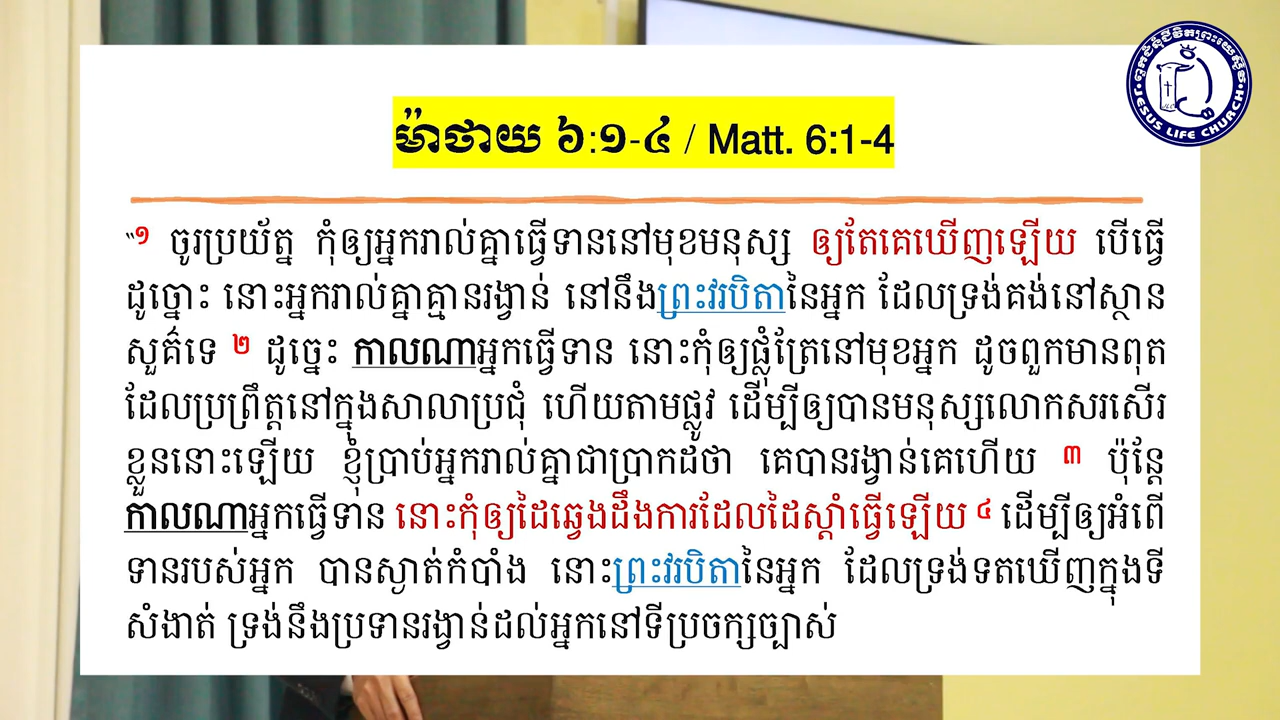 ម៉ាថាយ ៦:១-៤ / Matt. 6:1-4
“១ ចូរប្រយ័ត្ន កុំឲ្យអ្នករាល់គ្នាធ្វើទាននៅមុខមនុស្ស ឲ្យតែគេឃើញឡើយ បើធ្វើ
ដូច្នោះ នោះអ្នករាល់គ្នាគ្មានរង្វាន់ នៅនឹងព្រះវរបិតានៃអ្នក ដែលទ្រង់គង់នៅស្ថាន
សួគ៌ទេ ២ ដូច្នេះ កាលណាអ្នកធ្វើទាន នោះកុំឲ្យផ្លុំត្រែនៅមុខអ្នក ដូចពួកមានពុត
ដែលប្រព្រឹត្តនៅក្នុងសាលាប្រជុំ ហើយតាមផ្លូវ ដើម្បីឲ្យបានមនុស្សលោកសរសើរ
ខ្លួននោះឡើយ ខ្ញុំប្រាប់អ្នករាល់គ្នាជាប្រាកដថា គេបានរង្វាន់គេហើយ ៣ ប៉ុន្តែ
កាលណាអ្នកធ្វើទាន នោះកុំឲ្យដៃឆ្វេងដឹងការដែលដៃស្តាំធ្វើឡើយ ៤ ដើម្បីឲ្យអំពើ
ទានរបស់អ្នក បានស្ងាត់កំបាំង នោះព្រះវរបិតានៃអ្នក ដែលទ្រង់ទតឃើញក្នុងទី
សំងាត់ ទ្រង់នឹងប្រទានរង្វាន់ដល់អ្នកនៅទីប្រចក្សច្បាស់
ពួកជំនុំជីវិតព្រះយេស៊ូវ
JESUS LIFE CHURCH